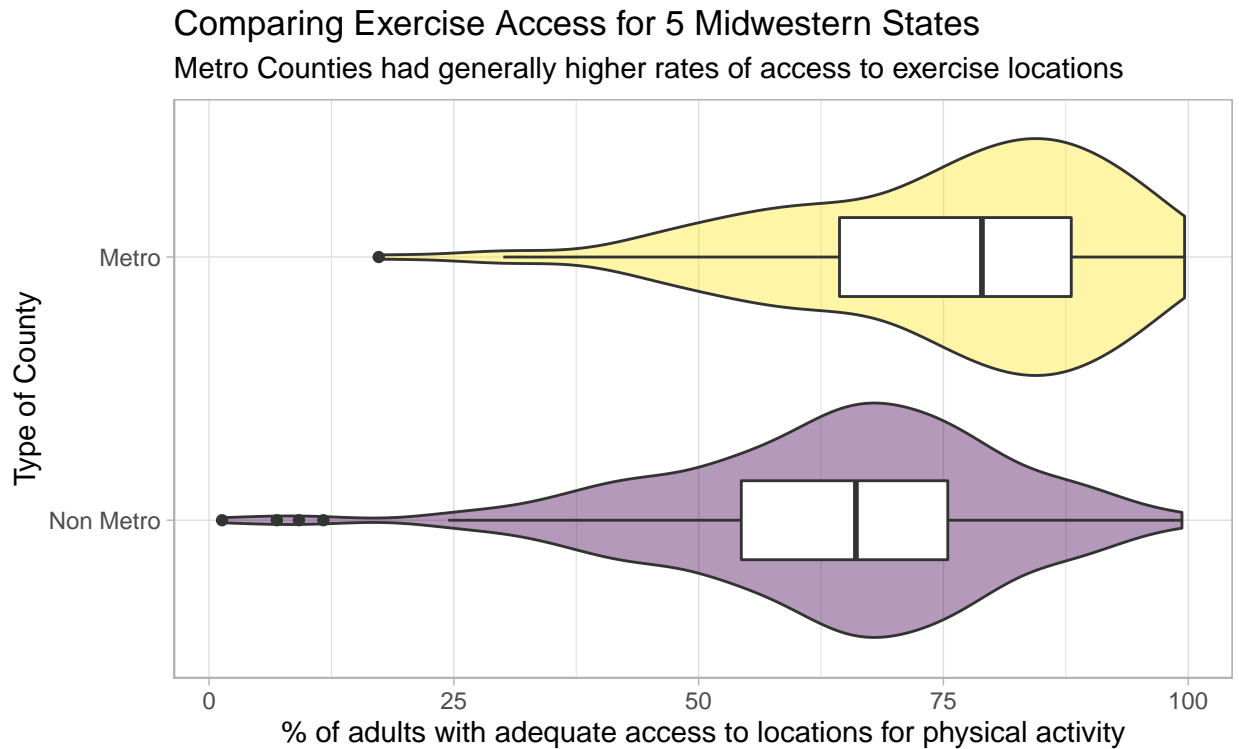 Comparing Exercise Access for 5 Midwestern States
Metro Counties had generally higher rates of access to exercise locations
Type of County
Metro
Non Metro
0 25 50 75 100
% of adults with adequate access to locations for physical activity